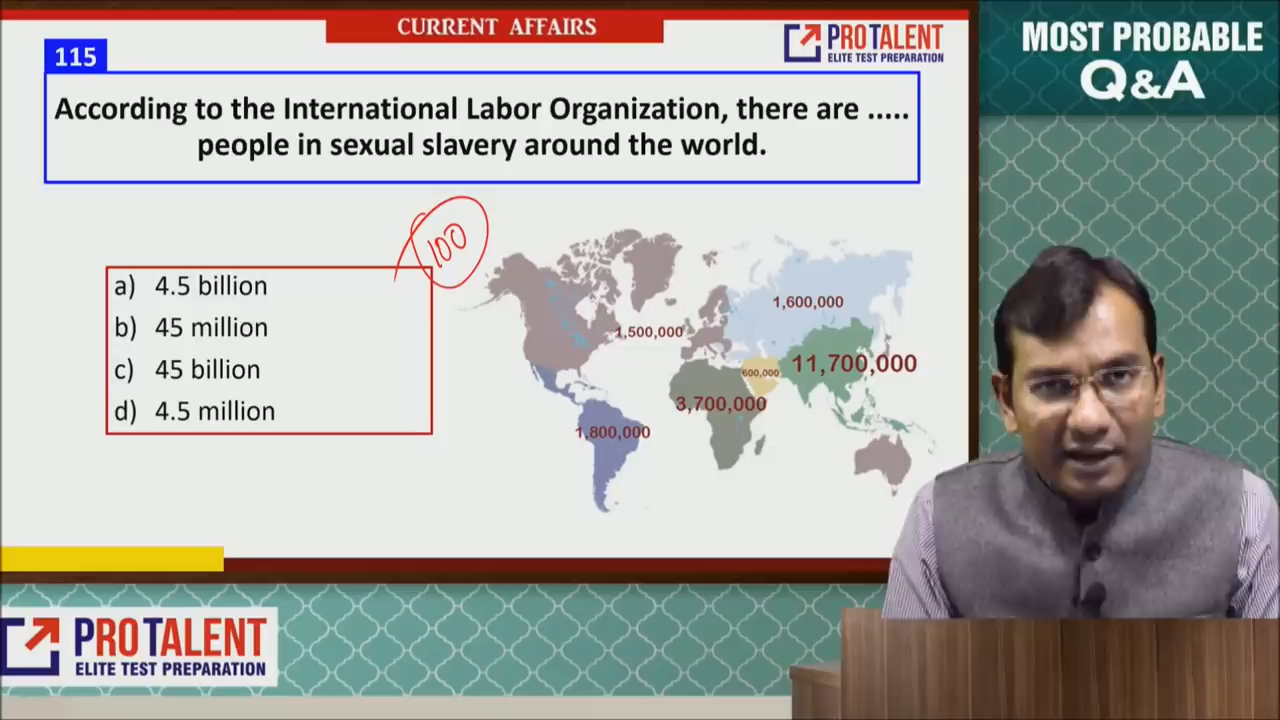 CURRENT AFFAIRS
PROTALENT
ELITE TEST PREPARATION
MOST PROBABLE
Q&A
115
According to the International Labor Organization, there are .....
people in sexual slavery around the world.
100
a) 4.5 billion
b) 45 million
c) 45 billion
d) 4.5 million
1,600,000
1,500,000
11,700,000
600,000
3,700,000
1,800,000
PROTALENT
ELITE TEST PREPARATION